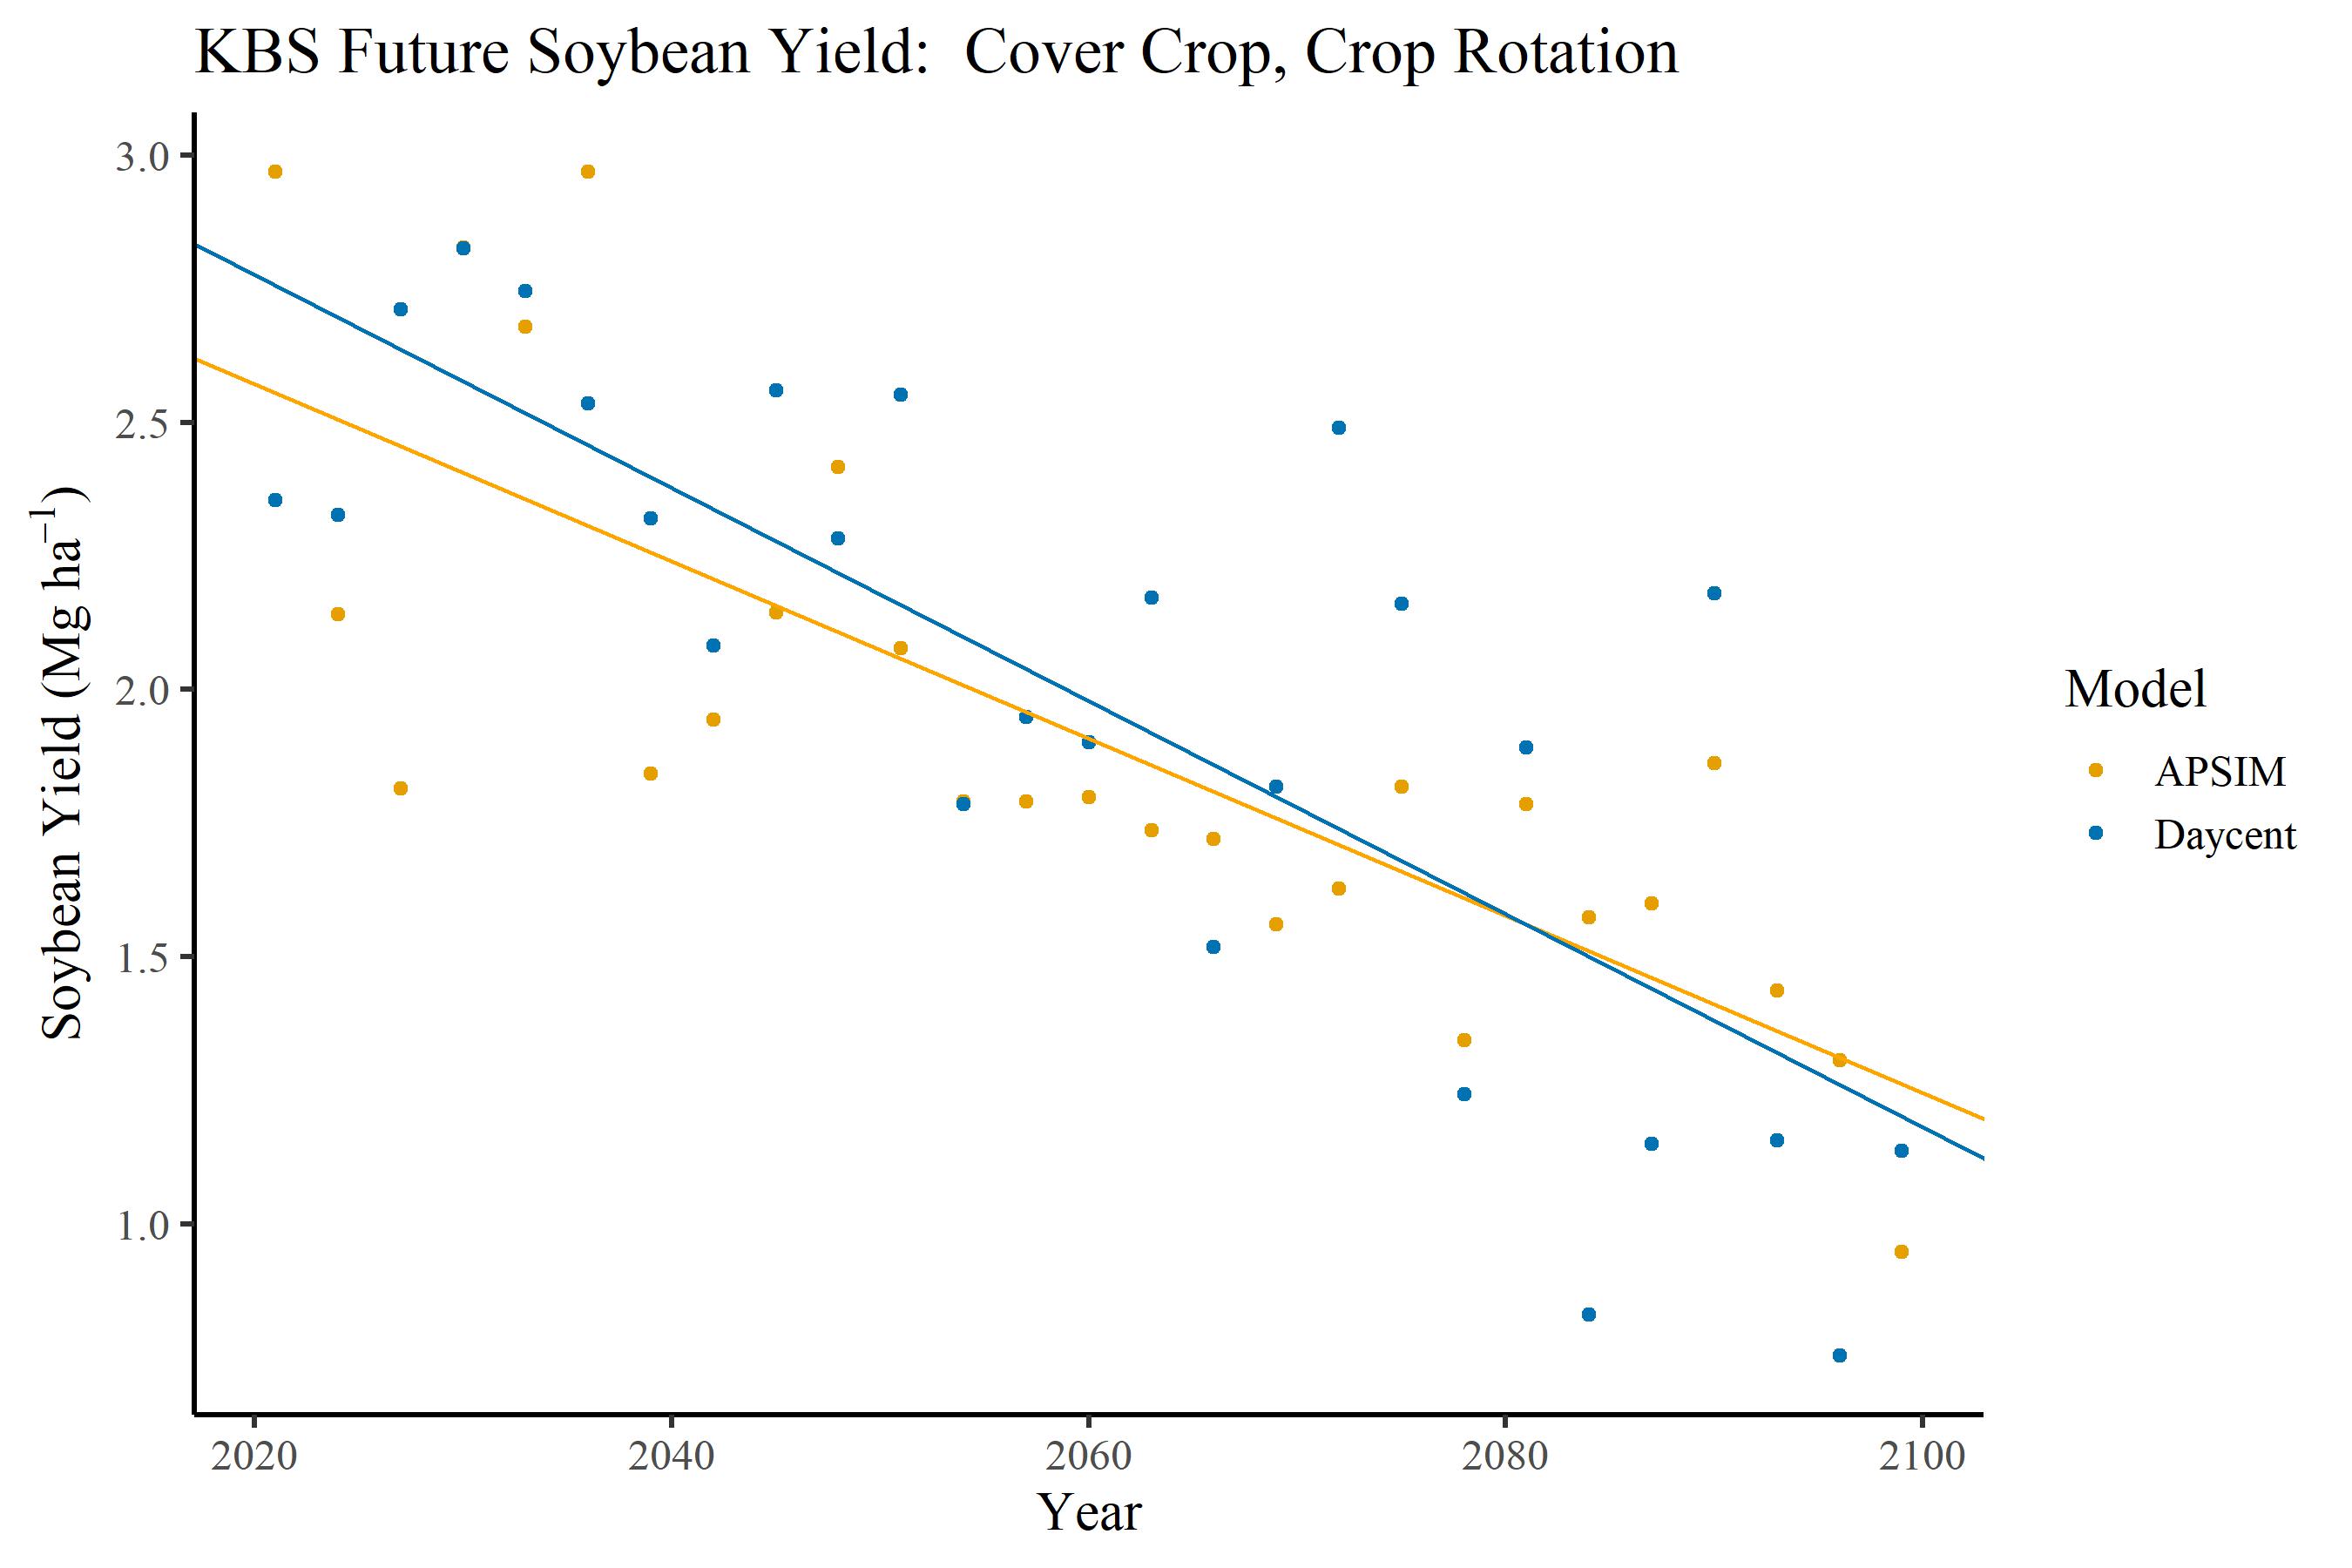 KBS Future Soybean Yield:  Cover Crop, Crop Rotation
Soybean Yield (Mg ha⁻¹)
3.0
2.5
2.0
1.5
1.0
2020 2040 2060 2080 2100
Year
Model
APSIM
Daycent